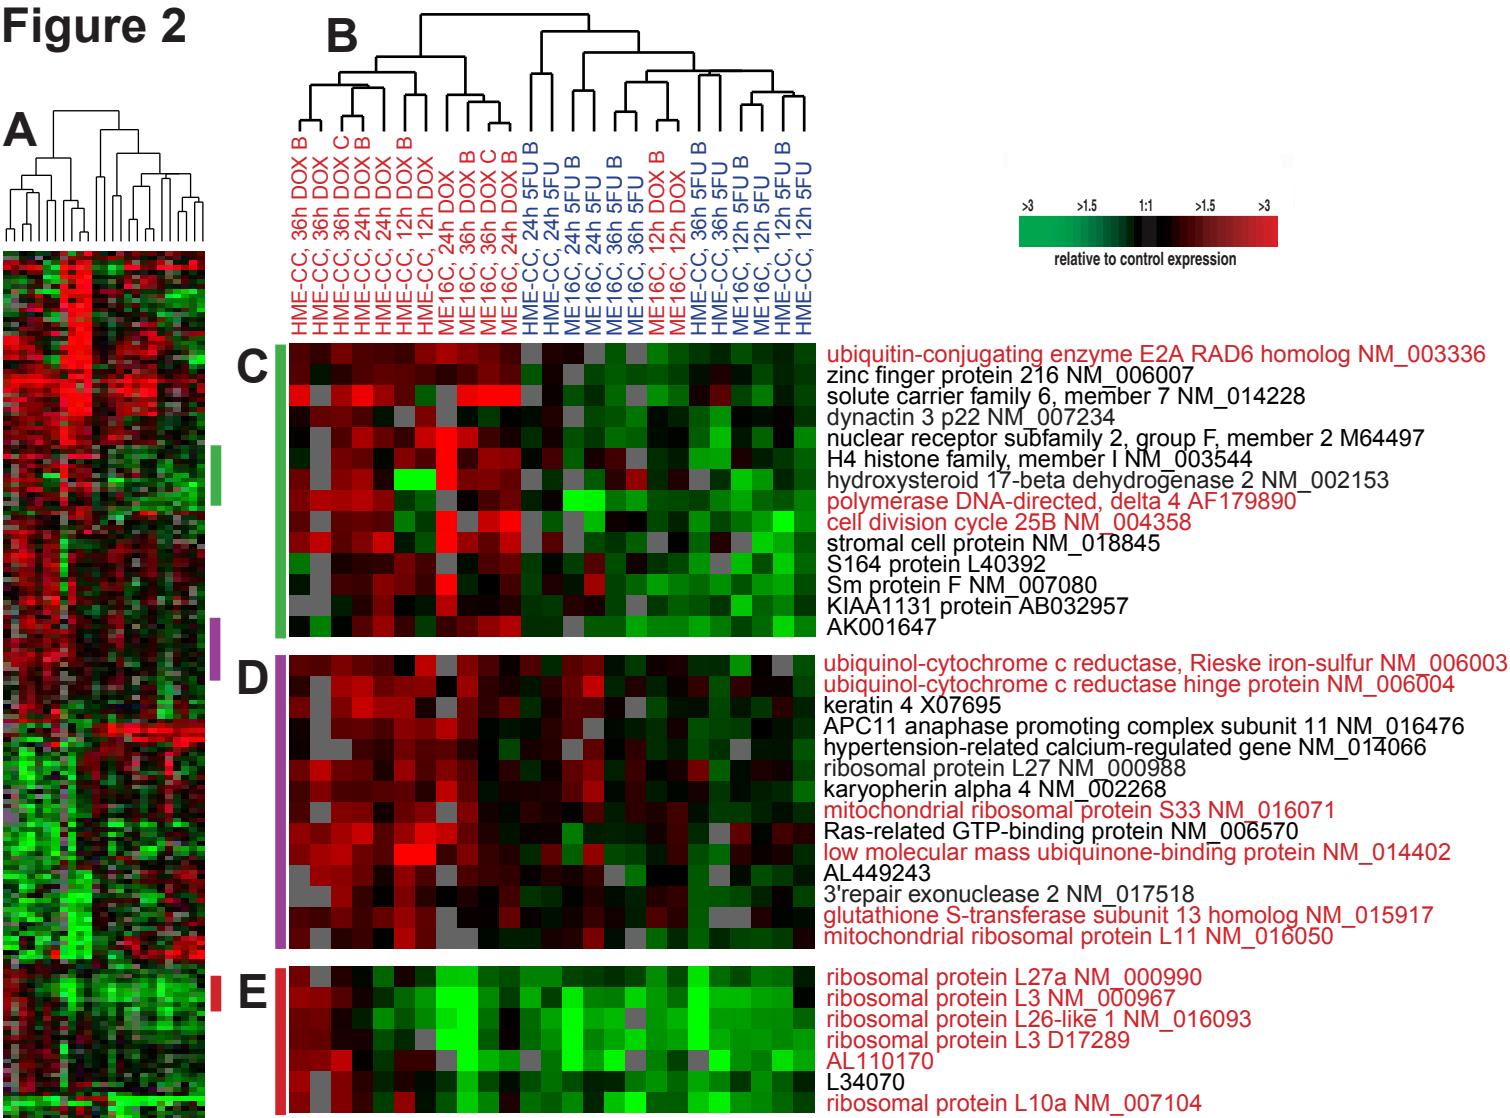 Figure 2
A
B
HME-CC, 36h DOX B
HME-CC, 36h DOX
HME-CC, 36h DOX C
HME-CC, 24h DOX B
HME-CC, 24h DOX
HME-CC, 12h DOX B
HME-CC, 12h DOX
ME16C, 24h DOX
ME16C, 36h DOX B
ME16C, 36h DOX C
ME16C, 24h DOX B
HME-CC, 24h 5FU B
HME-CC, 24h 5FU
ME16C, 24h 5FU B
ME16C, 24h 5FU
ME16C, 36h 5FU B
ME16C, 36h 5FU
ME16C, 12h DOX B
ME16C, 12h DOX
HME-CC, 36h 5FU B
HME-CC, 36h 5FU
ME16C, 12h 5FU B
ME16C, 12h 5FU
HME-CC, 12h 5FU B
HME-CC, 12h 5FU
>3 >1.5 1:1 >1.5 >3
relative to control expression
C
ubiquitin-conjugating enzyme E2A RAD6 homolog NM_003336
zinc finger protein 216 NM_006007
solute carrier family 6, member 7 NM_014228
dynactin 3 p22 NM_007234
nuclear receptor subfamily 2, group F, member 2 M64497
H4 histone family, member I NM_003544
hydroxysteroid 17-beta dehydrogenase 2 NM_002153
polymerase DNA-directed, delta 4 AF179890
cell division cycle 25B NM_004358
stromal cell protein NM_018845
S164 protein L40392
Sm protein F NM_007080
KIAA1131 protein AB032957
AK001647
D
ubiquinol-cytochrome c reductase, Rieske iron-sulfur NM_006003
ubiquinol-cytochrome c reductase hinge protein NM_006004
keratin 4 X07695
APC11 anaphase promoting complex subunit 11 NM_016476
hypertension-related calcium-regulated gene NM_014066
ribosomal protein L27 NM_000988
karyopherin alpha 4 NM_002268
mitochondrial ribosomal protein S33 NM_016071
Ras-related GTP-binding protein NM_006570
low molecular mass ubiquinone-binding protein NM_014402
AL449243
3'repair exonuclease 2 NM_017518
glutathione S-transferase subunit 13 homolog NM_015917
mitochondrial ribosomal protein L11 NM_016050
E
ribosomal protein L27a NM_000990
ribosomal protein L3 NM_000967
ribosomal protein L26-like 1 NM_016093
ribosomal protein L3 D17289
AL110170
L34070
ribosomal protein L10a NM_007104